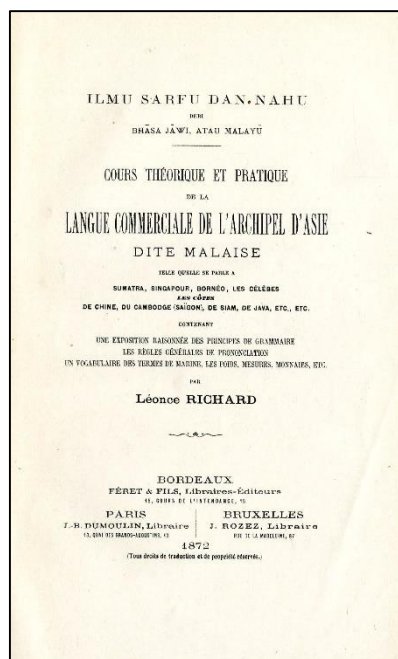 ILMU SARFU DAN NAHU
DERI
BHĀSA JĀWI, ATAU MALAYŪ
COURS THÉORIQUE ET PRATIQUE
DE LA
LANGUE COMMERCIALE DE L'ARCHIPEL D'ASIE
DITE MALAISE
TELLE QU'ELLE SE PARLE A
SUMATRA, SINGAPOUR, BORNÉO, LES CÉLÈBES
LES CÔTES
DE CHINE, DU CAMBODGE (SAÏGON), DE SIAM, DE JAVA, ETC., ETC.
CONTENANT
UNE EXPOSITION RAISONNÉE DES PRINCIPES DE GRAMMAIRE
LES RÈGLES GÉNÉRALES DE PRONONCIATION
UN VOCABULAIRE DES TERMES DE MARINE, LES POIDS, MESURES, MONNAIES, ETC.
PAR
Léonce RICHARD
BORDEAUX
FÉRET & FILS, Libraires-Éditeurs
15, COURS DE L'INTENDANCE, 15
PARIS
J.-B. DUMOULIN, Libraire
13, QUAI DES GRANDS-AUGUSTINS, 13
BRUXELLES
J. ROZEZ, Libraire
RUE DE LA MADELEINE, 87
1872
(Tous droits de traduction et de propriété réservés.)